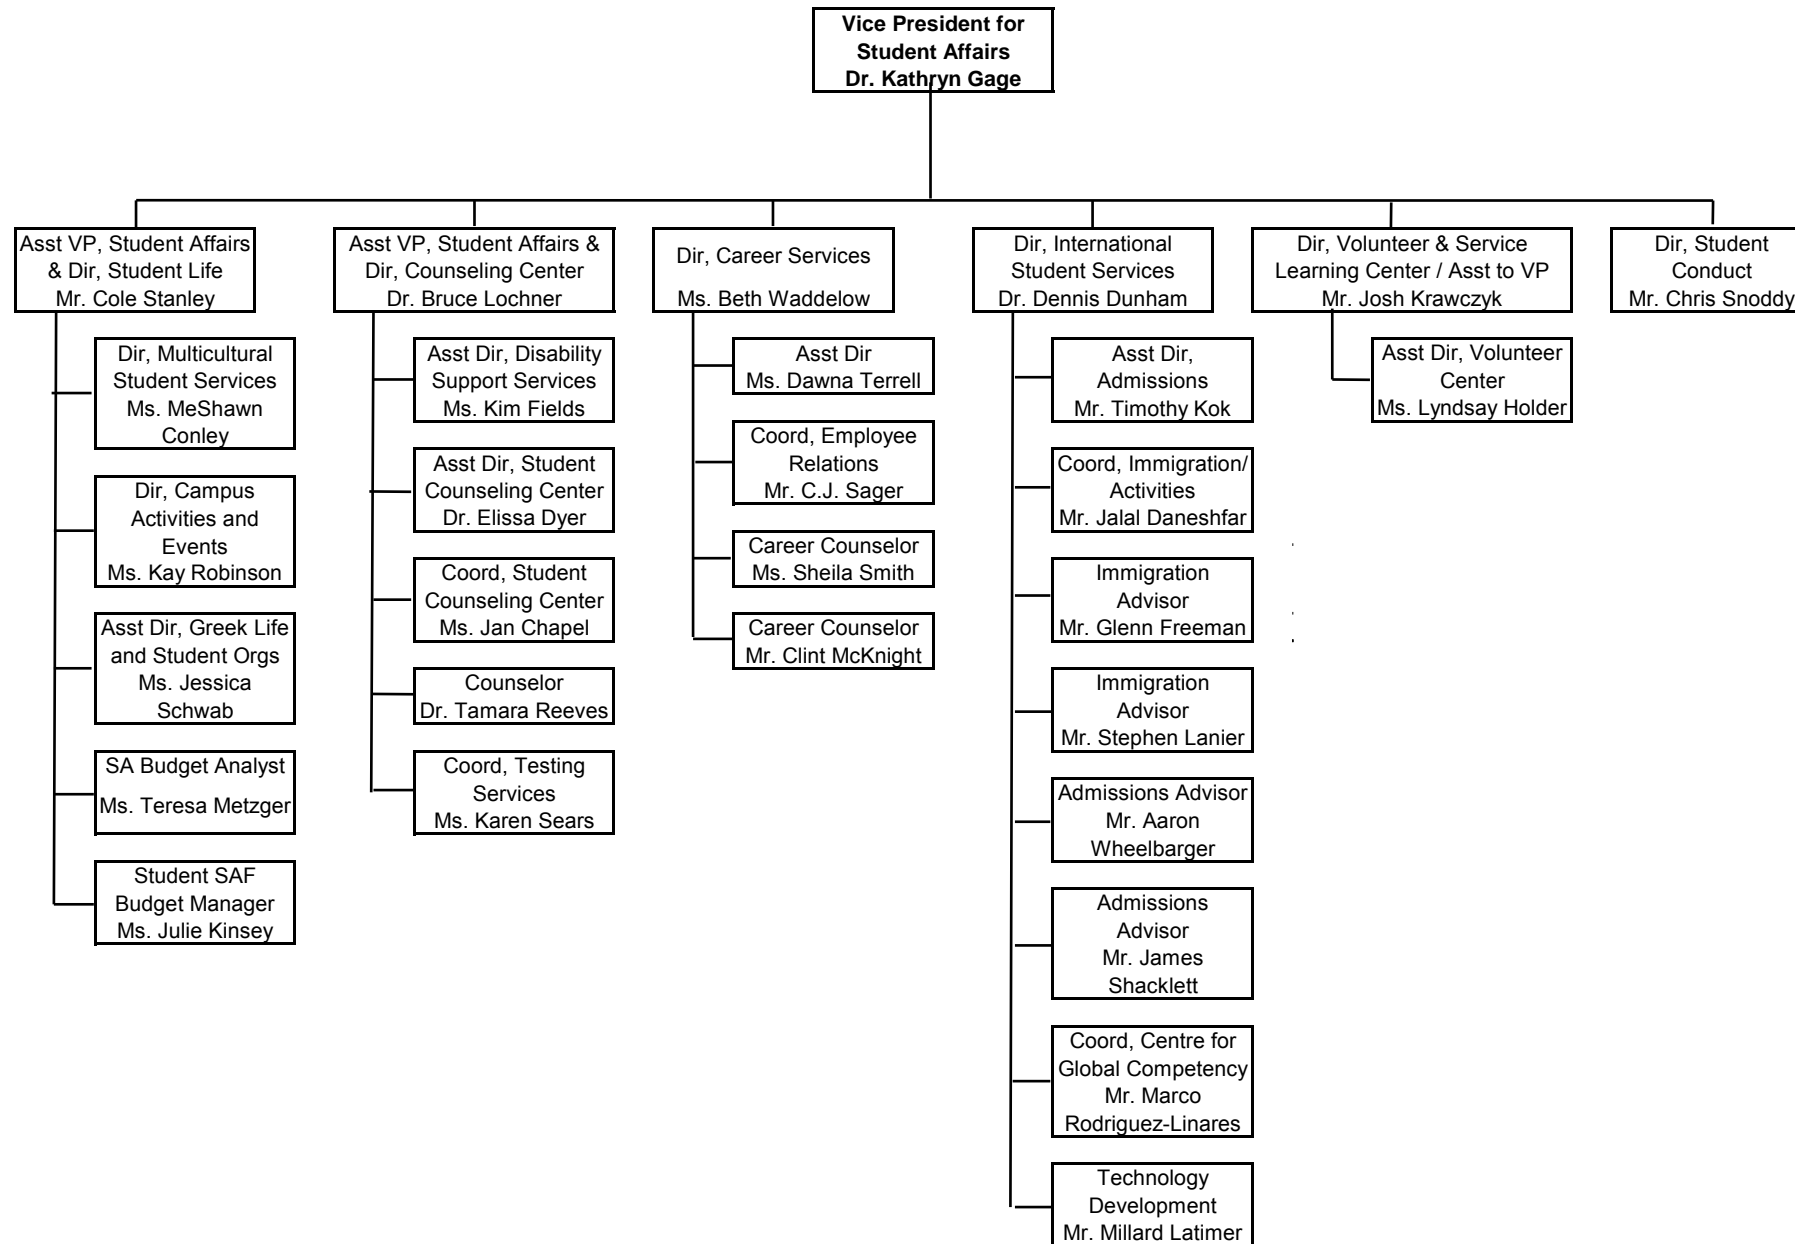 Vice President for
Student Affairs
Dr. Kathryn Gage
Asst VP, Student Affairs
& Dir, Student Life
Mr. Cole Stanley
Dir, Multicultural
Student Services
Ms. MeShawn
Conley
Dir, Campus
Activities and
Events
Ms. Kay Robinson
Asst Dir, Greek Life
and Student Orgs
Ms. Jessica
Schwab
SA Budget Analyst
Ms. Teresa Metzger
Student SAF
Budget Manager
Ms. Julie Kinsey
Asst VP, Student Affairs &
Dir, Counseling Center
Dr. Bruce Lochner
Asst Dir, Disability
Support Services
Ms. Kim Fields
Asst Dir, Student
Counseling Center
Dr. Elissa Dyer
Coord, Student
Counseling Center
Ms. Jan Chapel
Counselor
Dr. Tamara Reeves
Coord, Testing
Services
Ms. Karen Sears
Dir, Career Services
Ms. Beth Waddelow
Asst Dir
Ms. Dawna Terrell
Coord, Employee
Relations
Mr. C.J. Sager
Career Counselor
Ms. Sheila Smith
Career Counselor
Mr. Clint McKnight
Dir, International
Student Services
Dr. Dennis Dunham
Asst Dir,
Admissions
Mr. Timothy Kok
Coord, Immigration/
Activities
Mr. Jalal Daneshfar
Immigration
Advisor
Mr. Glenn Freeman
Immigration
Advisor
Mr. Stephen Lanier
Admissions Advisor
Mr. Aaron
Wheelbarger
Admissions
Advisor
Mr. James
Shacklett
Coord, Centre for
Global Competency
Mr. Marco
Rodriguez-Linares
Technology
Development
Mr. Millard Latimer
Dir, Volunteer & Service
Learning Center / Asst to VP
Mr. Josh Krawczyk
Asst Dir, Volunteer
Center
Ms. Lyndsay Holder
Dir, Student
Conduct
Mr. Chris Snoddy